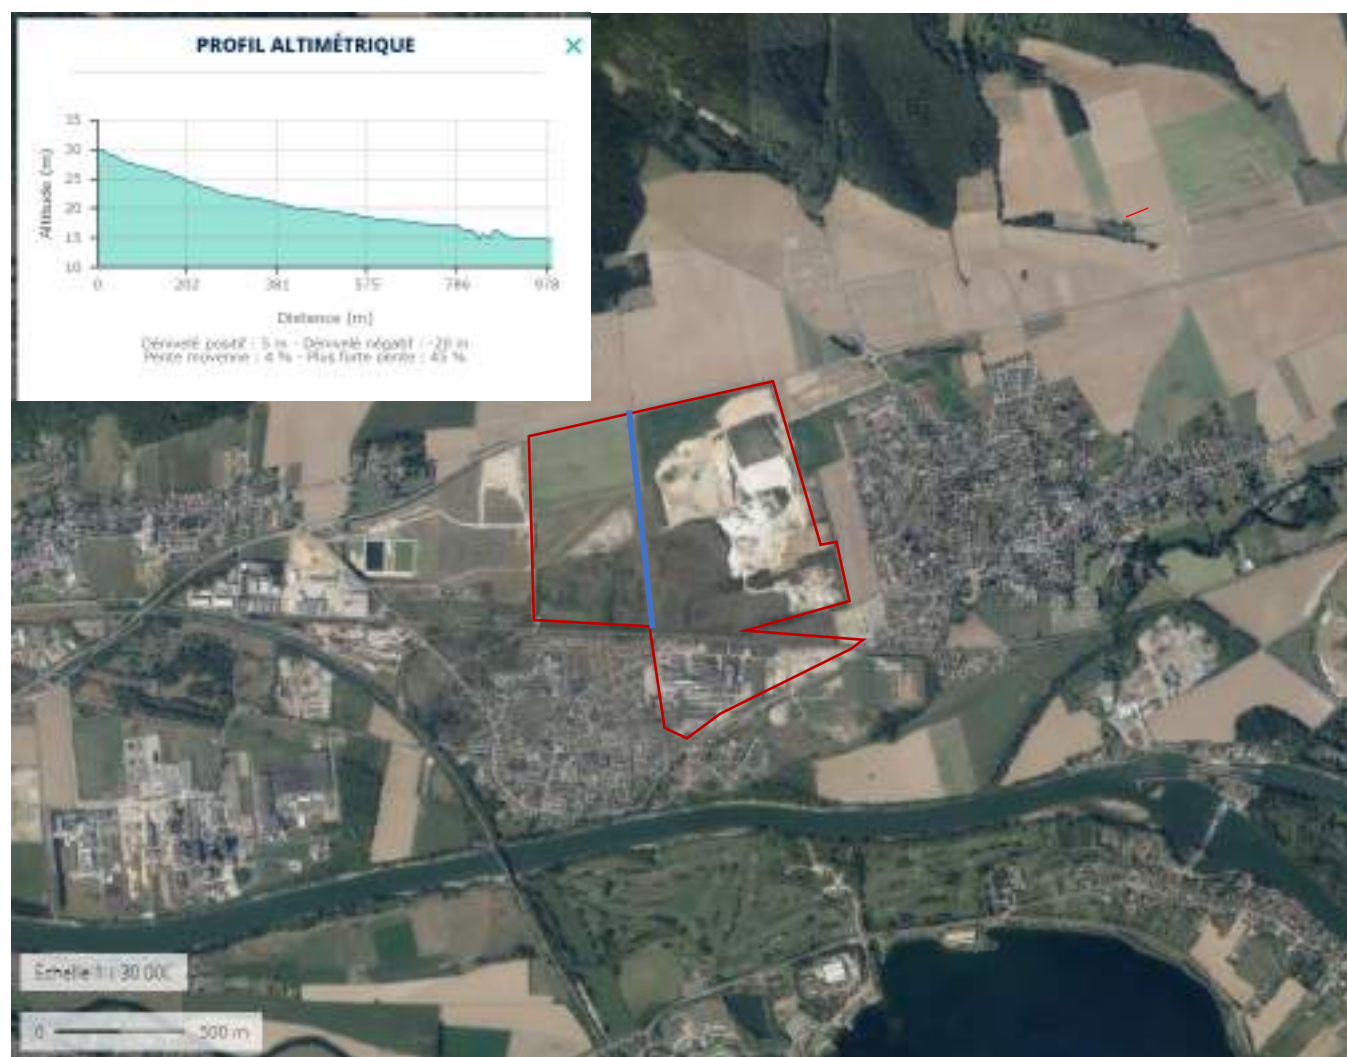 PROFIL ALTIMÉTRIQUE
Altitude (m)
35
30
25
20
15
10
0
202
381
575
786
978
Distance (m)
Dénivelé positif : 5 m - Dénivelé négatif : -20 m
Pente moyenne : 4 % - Plus forte pente : 45 %
Echelle 1 : 30 000
0
500 m